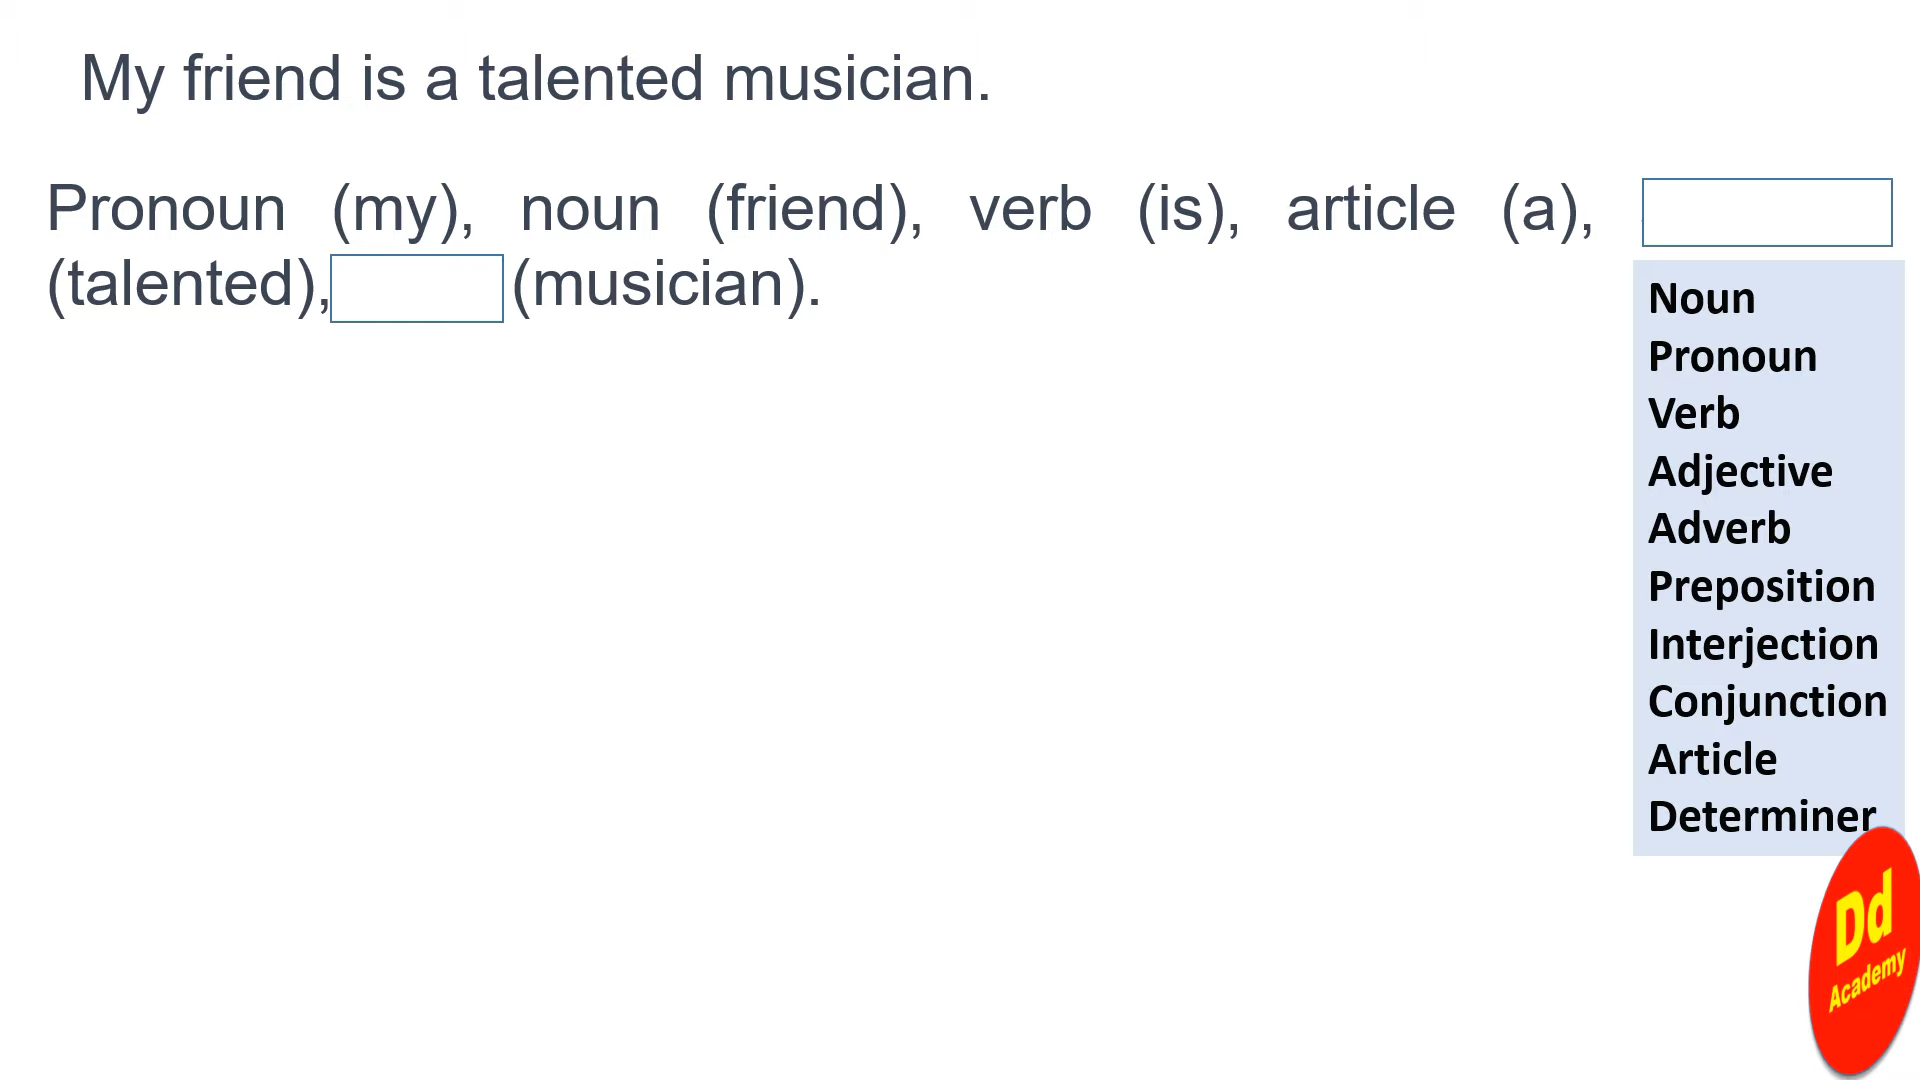 My friend is a talented musician.
Pronoun (my), noun (friend), verb (is), article (a),
(talented), (musician).
Noun
Pronoun
Verb
Adjective
Adverb
Preposition
Interjection
Conjunction
Article
Determiner
Dd
Academy